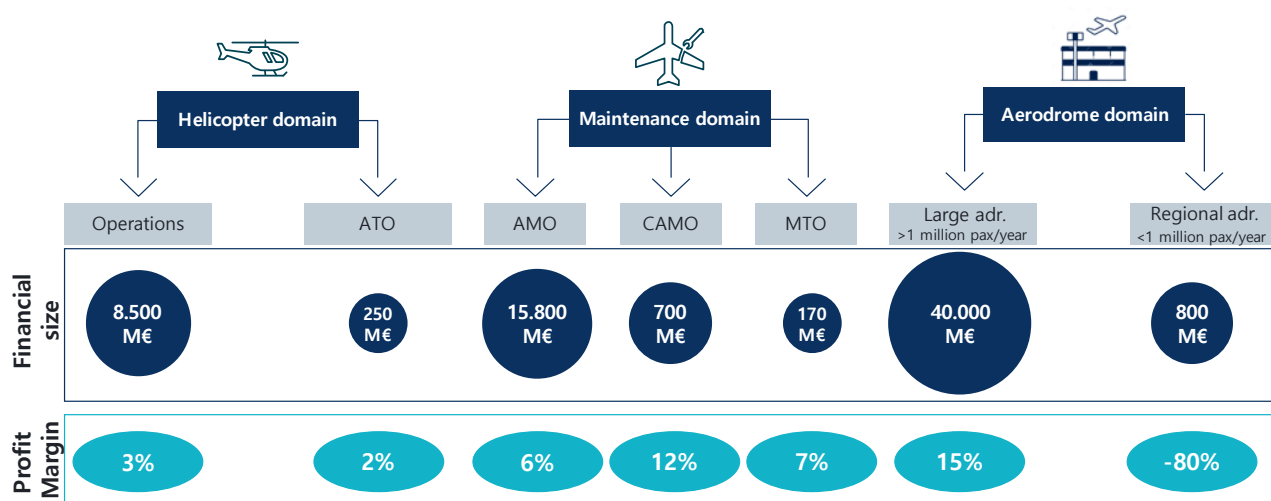 Helicopter domain
Maintenance domain
Aerodrome domain
Operations
ATO
AMO
CAMO
MTO
Large adr.
>1 million pax/year
Regional adr.
<1 million pax/year
Financial
size
8.500
M€
250
M€
15.800
M€
700
M€
170
M€
40.000
M€
800
M€
Profit
Margin
3%
2%
6%
12%
7%
15%
-80%